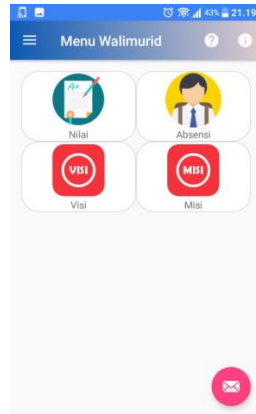 43% 21.19
Menu Walimurid ?
A+
Nilai Absensi
VISI MISI
Visi Misi